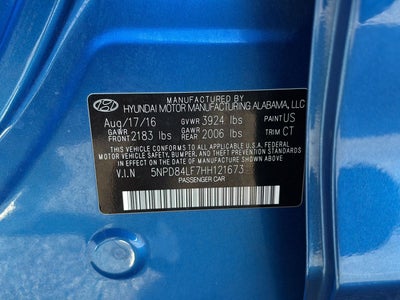 MANUFACTURED BY
HYUNDAI MOTOR MANUFACTURING ALABAMA, LLC
Aug/17/16 GVWR 3924 lbs PAINT US
GAWR FRONT 2183 lbs GAWR REAR 2006 lbs TRIM CT
THIS VEHICLE CONFORMS TO ALL APPLICABLE U.S. FEDERAL MOTOR
VEHICLE SAFETY, BUMPER, AND THEFT PREVENTION STANDARDS
IN EFFECT ON THE DATE OF MANUFACTURE SHOWN ABOVE.
V.I.N 5NPD84LF7HH121673
PASSENGER CAR